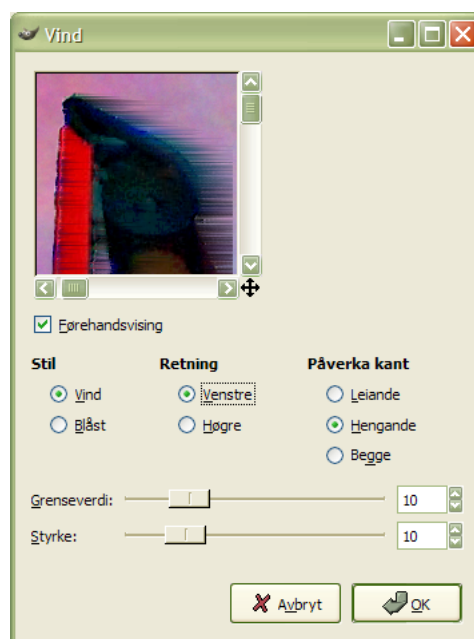 Vind
Førehandsvising
Stil Retning Påverka kant
Vind Venstre Leiande
Blåst Høgre Hengande
Begge
Grenseverdi: 10
Styrke: 10
Avbryt OK